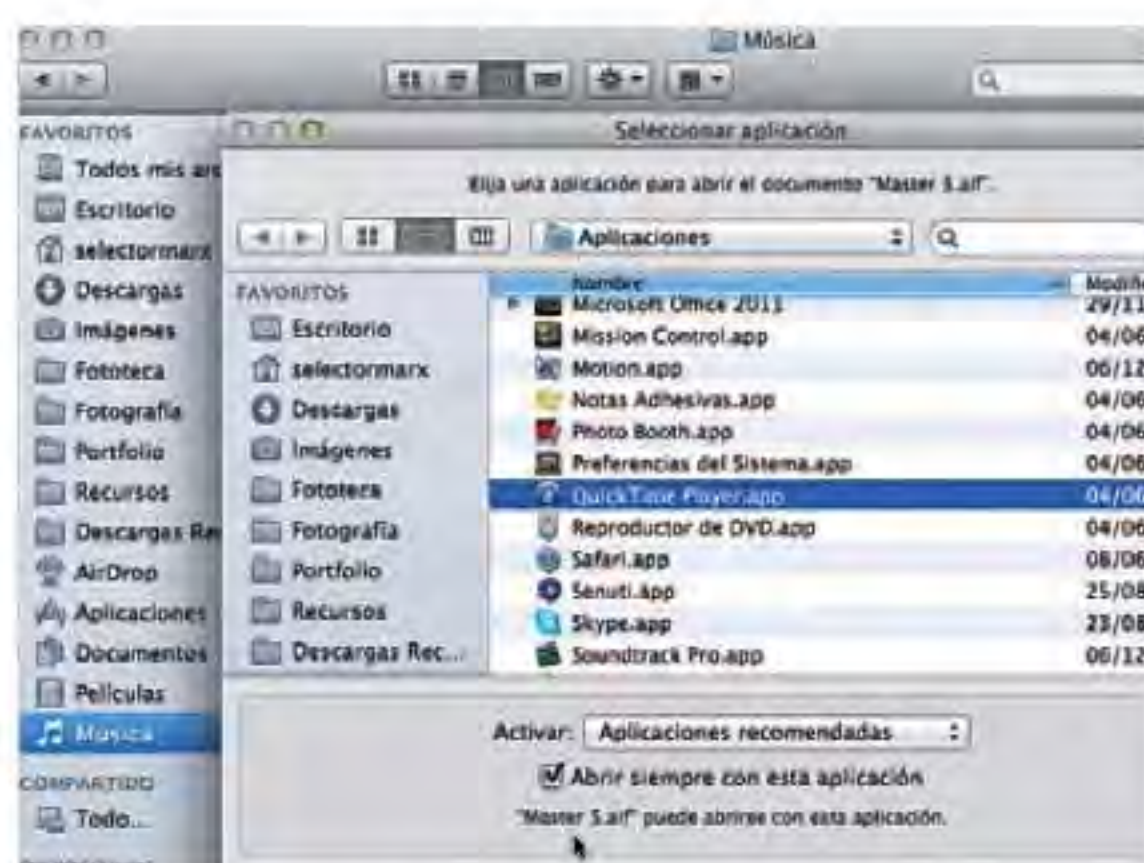 Música
FAVORITOS
Todos mis arc
Escritorio
selectormarx
Descargas
Imágenes
Fototeca
Fotografía
Portfolio
Recursos
Descargas Rec
AirDrop
Aplicaciones
Documentos
Películas
Música
COMPARTIDO
Todo...
Seleccionar aplicación
Elija una aplicación para abrir el documento "Master 5.aif".
Aplicaciones
FAVORITOS
Escritorio
selectormarx
Descargas
Imágenes
Fototeca
Fotografía
Portfolio
Recursos
Descargas Rec...
Nombre Modific
Microsoft Office 2011 29/11
Mission Control.app 04/06
Motion.app 06/12
Notas Adhesivas.app 04/06
Photo Booth.app 04/06
Preferencias del Sistema.app 04/06
QuickTime Player.app 04/06
Reproductor de DVD.app 04/06
Safari.app 08/06
Senuti.app 25/08
Skype.app 23/08
Soundtrack Pro.app 06/12
Activar: Aplicaciones recomendadas
Abrir siempre con esta aplicación
"Master 5.aif" puede abrirse con esta aplicación.